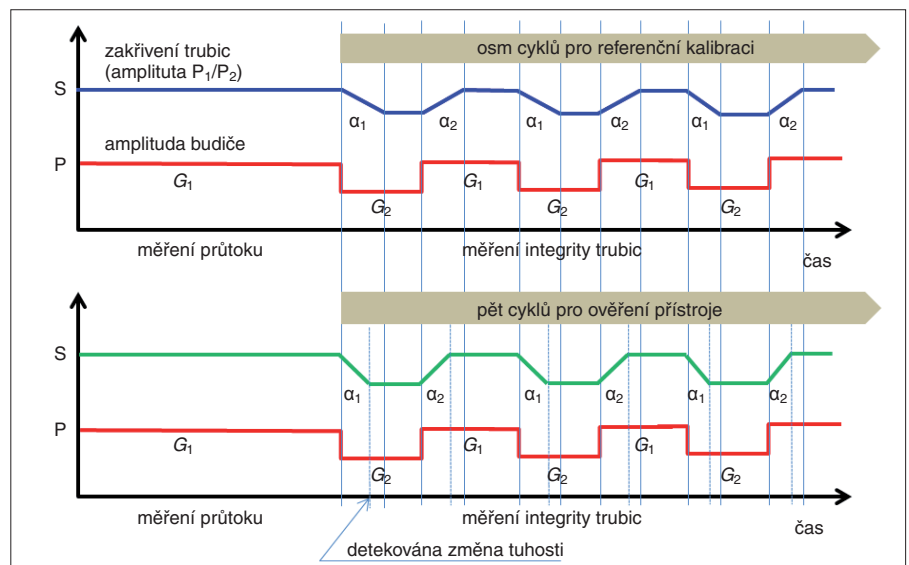 zakřivení trubic
(amplituta P₁/P₂)
osm cyklů pro referenční kalibraci
S
α₁ α₂ α₁ α₂ α₁ α₂
amplituda budiče
P
G₁ G₁ G₁
G₂ G₂ G₂
měření průtoku měření integrity trubic
čas
pět cyklů pro ověření přístroje
S
α₁ α₂ α₁ α₂ α₁ α₂
P
G₁ G₁ G₁
G₂ G₂ G₂
měření průtoku měření integrity trubic
čas
detekována změna tuhosti